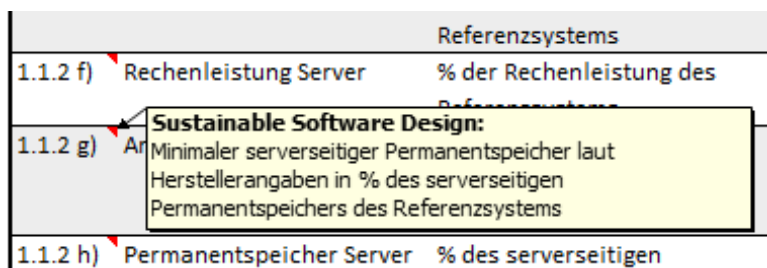 Referenzsystems
1.1.2 f) Rechenleistung Server % der Rechenleistung des
Sustainable Software Design:
1.1.2 g) Ar Minimaler serverseitiger Permanentspeicher laut
Herstellerangaben in % des serverseitigen
Permanentspeichers des Referenzsystems
1.1.2 h) Permanentspeicher Server % des serverseitigen